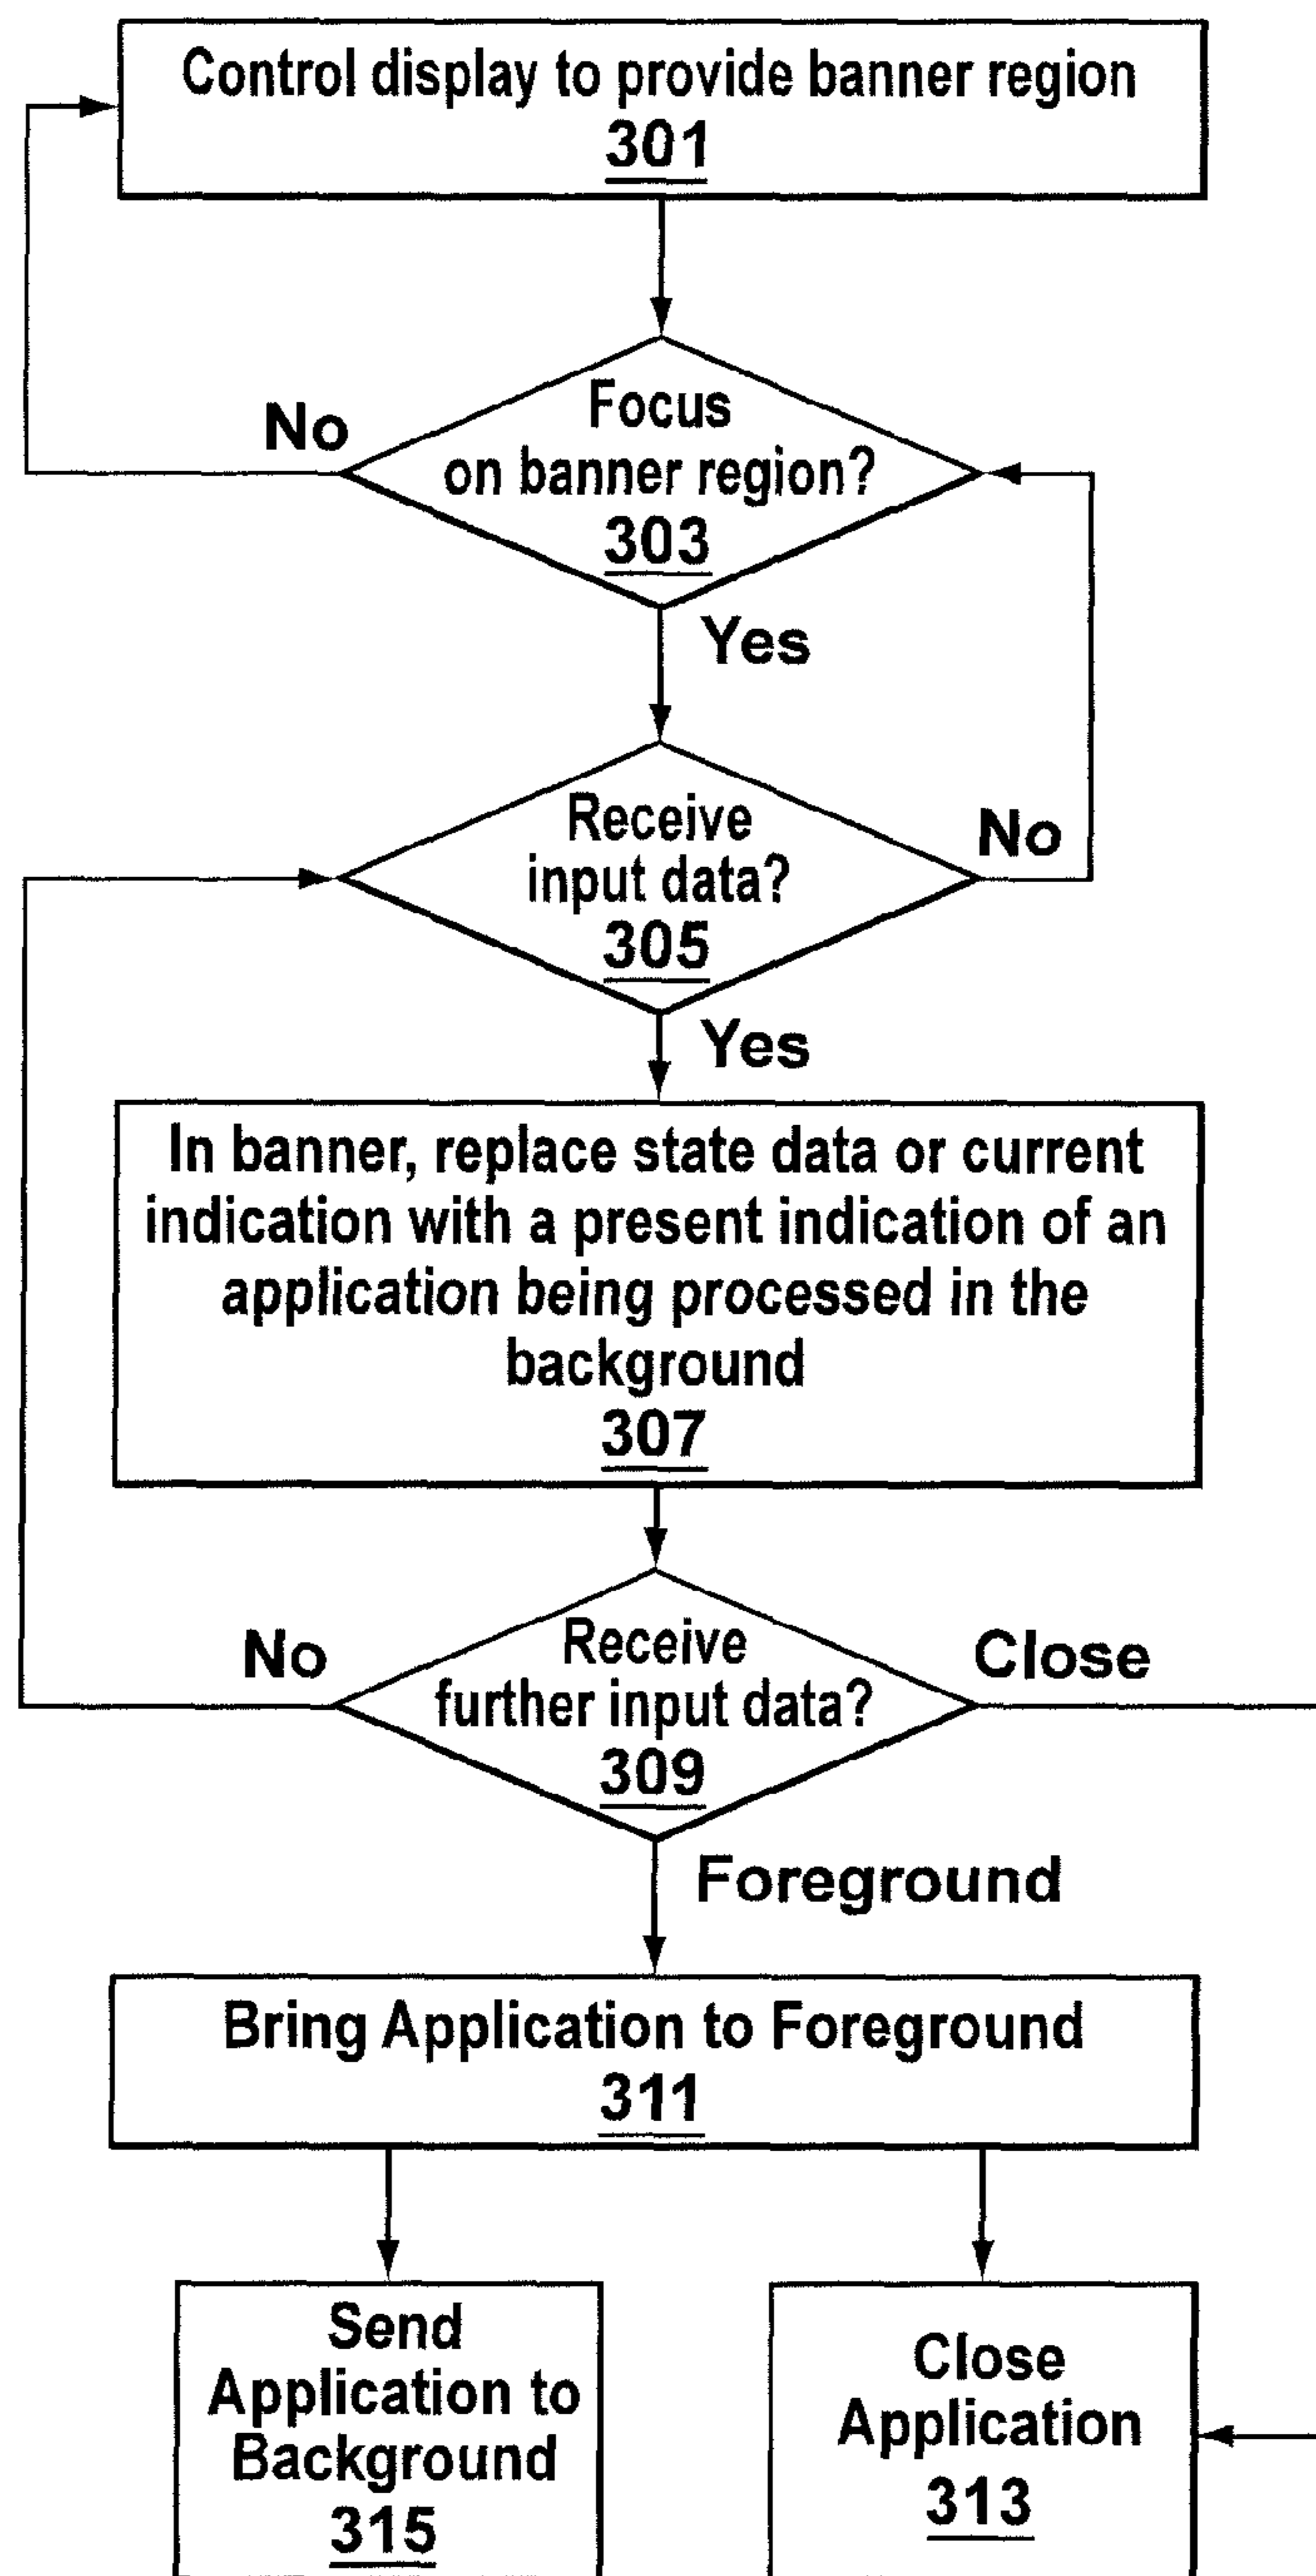 Control display to provide banner region
301
No
Focus
on banner region?
303
Yes
Receive
input data?
305
No
Yes
In banner, replace state data or current
indication with a present indication of an
application being processed in the
background
307
No
Receive
further input data?
309
Close
Foreground
Bring Application to Foreground
311
Send
Application to
Background
315
Close
Application
313